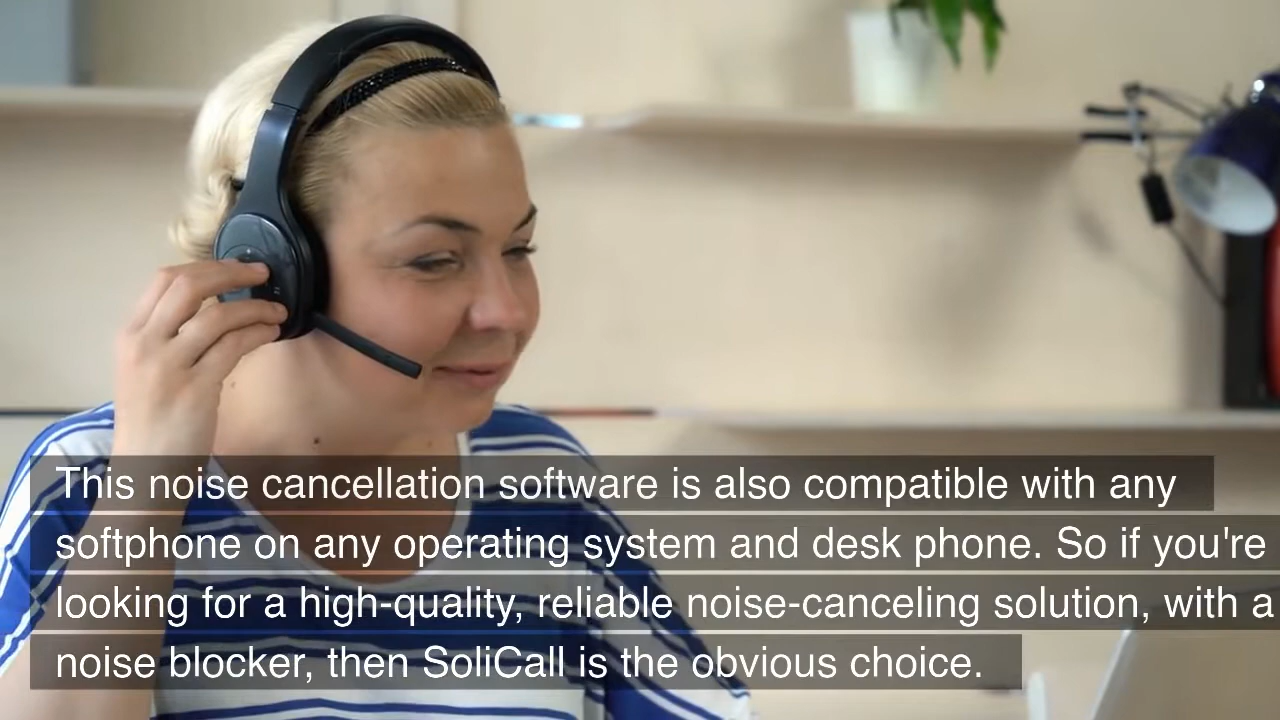 This noise cancellation software is also compatible with any
softphone on any operating system and desk phone. So if you're
looking for a high-quality, reliable noise-canceling solution, with a
noise blocker, then SoliCall is the obvious choice.